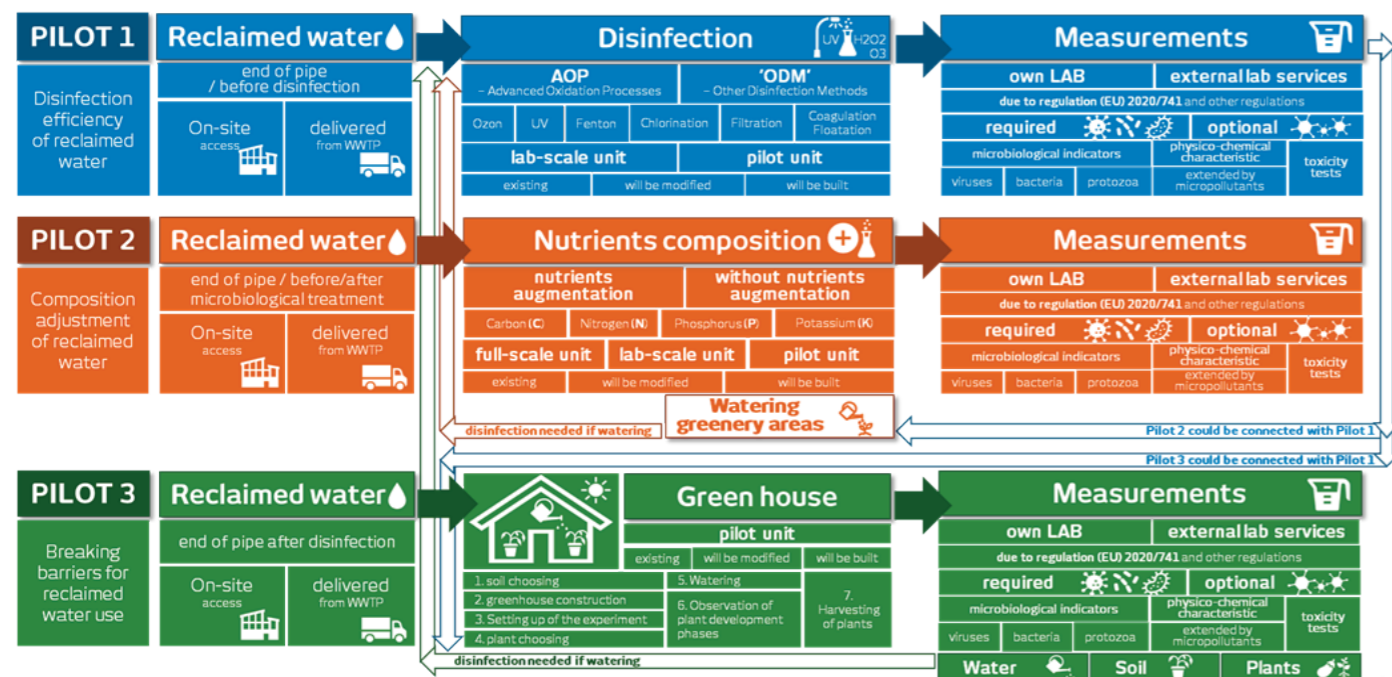 PILOT 1
Disinfection
efficiency
of reclaimed
water
Reclaimed water
end of pipe
/ before disinfection
On-site
access
delivered
from WWTP
Disinfection
UV H2O2
O3
AOP
– Advanced Oxidation Processes
'ODM'
– Other Disinfection Methods
Ozon
UV
Fenton
Chlorination
Filtration
Coagulation
Floatation
lab-scale unit
pilot unit
existing
will be modified
will be built
Measurements
own LAB
external lab services
due to regulation (EU) 2020/741 and other regulations
required
optional
microbiological indicators
physico-chemical
characteristic
toxicity
tests
viruses
bacteria
protozoa
extended by
micropollutants
PILOT 2
Composition
adjustment
of reclaimed
water
Reclaimed water
end of pipe / before/after
microbiological treatment
On-site
access
delivered
from WWTP
Nutrients composition
nutrients
augmentation
without nutrients
augmentation
Carbon (C)
Nitrogen (N)
Phosphorus (P)
Potassium (K)
full-scale unit
lab-scale unit
pilot unit
existing
will be modified
will be built
Measurements
own LAB
external lab services
due to regulation (EU) 2020/741 and other regulations
required
optional
microbiological indicators
physico-chemical
characteristic
toxicity
tests
viruses
bacteria
protozoa
extended by
micropollutants
Watering
greenery areas
disinfection needed if watering
Pilot 2 could be connected with Pilot 1
Pilot 3 could be connected with Pilot 1
PILOT 3
Breaking
barriers for
reclaimed
water use
Reclaimed water
end of pipe after disinfection
On-site
access
delivered
from WWTP
Green house
pilot unit
existing
will be modified
will be built
1. soil choosing
2. greenhouse construction
3. Setting up of the experiment
4. plant choosing
5. Watering
6. Observation of
plant development
phases
7.
Harvesting
of plants
Measurements
own LAB
external lab services
due to regulation (EU) 2020/741 and other regulations
required
optional
microbiological indicators
physico-chemical
characteristic
toxicity
tests
viruses
bacteria
protozoa
extended by
micropollutants
Water
Soil
Plants
disinfection needed if watering